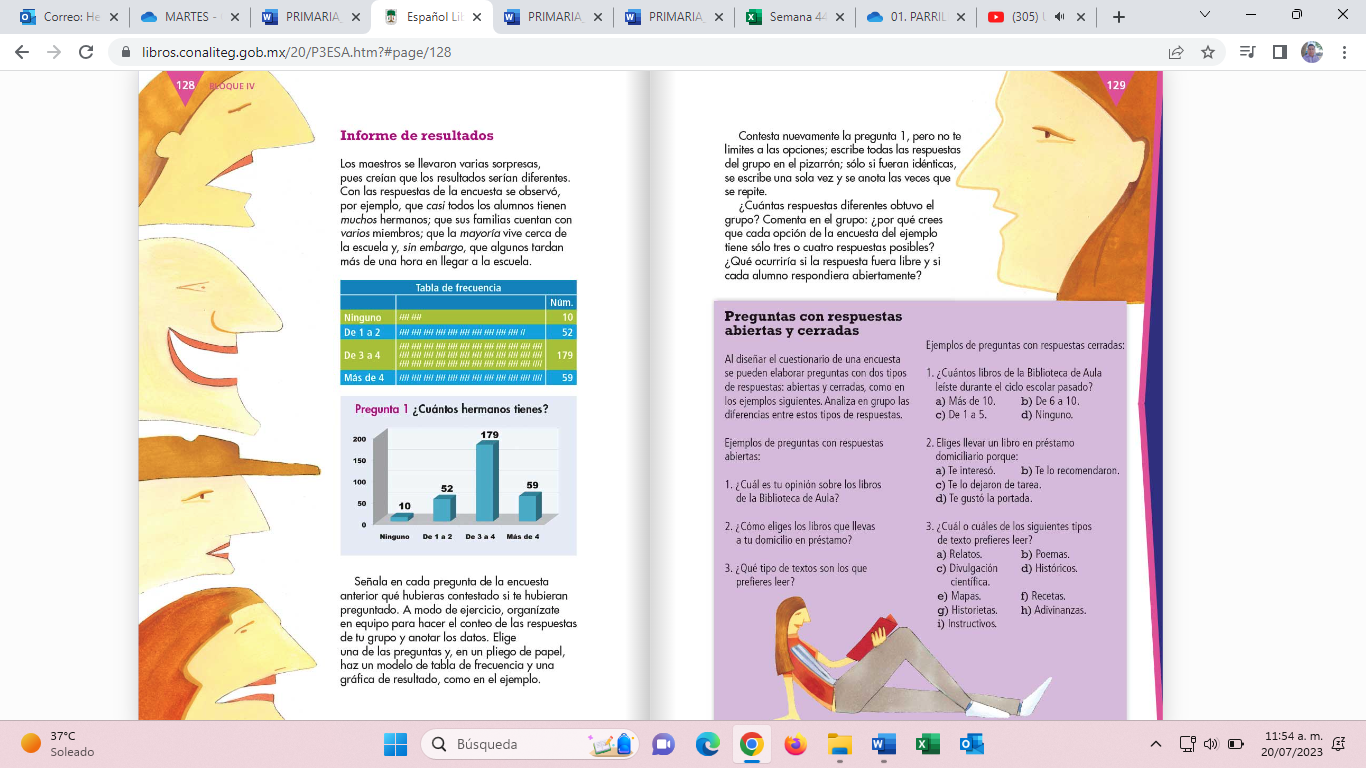 Correo: He
MARTES -
PRIMARIA_
Español Lib
PRIMARIA_
PRIMARIA_
Semana 44
01. PARRIL
(305)
libros.conaliteg.gob.mx/20/P3ESA.htm?#page/128
128 BLOQUE IV
Informe de resultados
Los maestros se llevaron varias sorpresas,
pues creían que los resultados serían diferentes.
Con las respuestas de la encuesta se observó,
por ejemplo, que casi todos los alumnos tienen
muchos hermanos; que sus familias cuentan con
varios miembros; que la mayoría vive cerca de
la escuela y, sin embargo, que algunos tardan
más de una hora en llegar a la escuela.
Tabla de frecuencia
Núm.
Ninguno 10
De 1 a 2 52
De 3 a 4 179
Más de 4 59
Pregunta 1 ¿Cuántos hermanos tienes?
200
150
100
50
0
10
52
179
59
Ninguno De 1 a 2 De 3 a 4 Más de 4
Señala en cada pregunta de la encuesta
anterior qué hubieras contestado si te hubieran
preguntado. A modo de ejercicio, organízate
en equipo para hacer el conteo de las respuestas
de tu grupo y anotar los datos. Elige
una de las preguntas y, en un pliego de papel,
haz un modelo de tabla de frecuencia y una
gráfica de resultado, como en el ejemplo.
129
Contesta nuevamente la pregunta 1, pero no te
limites a las opciones; escribe todas las respuestas
del grupo en el pizarrón; sólo si fueran idénticas,
se escribe una sola vez y se anota las veces que
se repite.
¿Cuántas respuestas diferentes obtuvo el
grupo? Comenta en el grupo: ¿por qué crees
que cada opción de la encuesta del ejemplo
tiene sólo tres o cuatro respuestas posibles?
¿Qué ocurriría si la respuesta fuera libre y si
cada alumno respondiera abiertamente?
Preguntas con respuestas
abiertas y cerradas
Al diseñar el cuestionario de una encuesta
se pueden elaborar preguntas con dos tipos
de respuestas: abiertas y cerradas, como en
los ejemplos siguientes. Analiza en grupo las
diferencias entre estos tipos de respuestas.
Ejemplos de preguntas con respuestas
abiertas:
1. ¿Cuál es tu opinión sobre los libros
de la Biblioteca de Aula?
2. ¿Cómo eliges los libros que llevas
a tu domicilio en préstamo?
3. ¿Qué tipo de textos son los que
prefieres leer?
Ejemplos de preguntas con respuestas cerradas:
1. ¿Cuántos libros de la Biblioteca de Aula
leíste durante el ciclo escolar pasado?
a) Más de 10. b) De 6 a 10.
c) De 1 a 5. d) Ninguno.
2. Eliges llevar un libro en préstamo
domiciliario porque:
a) Te interesó. b) Te lo recomendaron.
c) Te lo dejaron de tarea.
d) Te gustó la portada.
3. ¿Cuál o cuáles de los siguientes tipos
de texto prefieres leer?
a) Relatos. b) Poemas.
c) Divulgación d) Históricos.
científica.
e) Mapas. f) Recetas.
g) Historietas. h) Adivinanzas.
i) Instructivos.
37°C
Soleado
Búsqueda
11:54 a. m.
20/07/2023